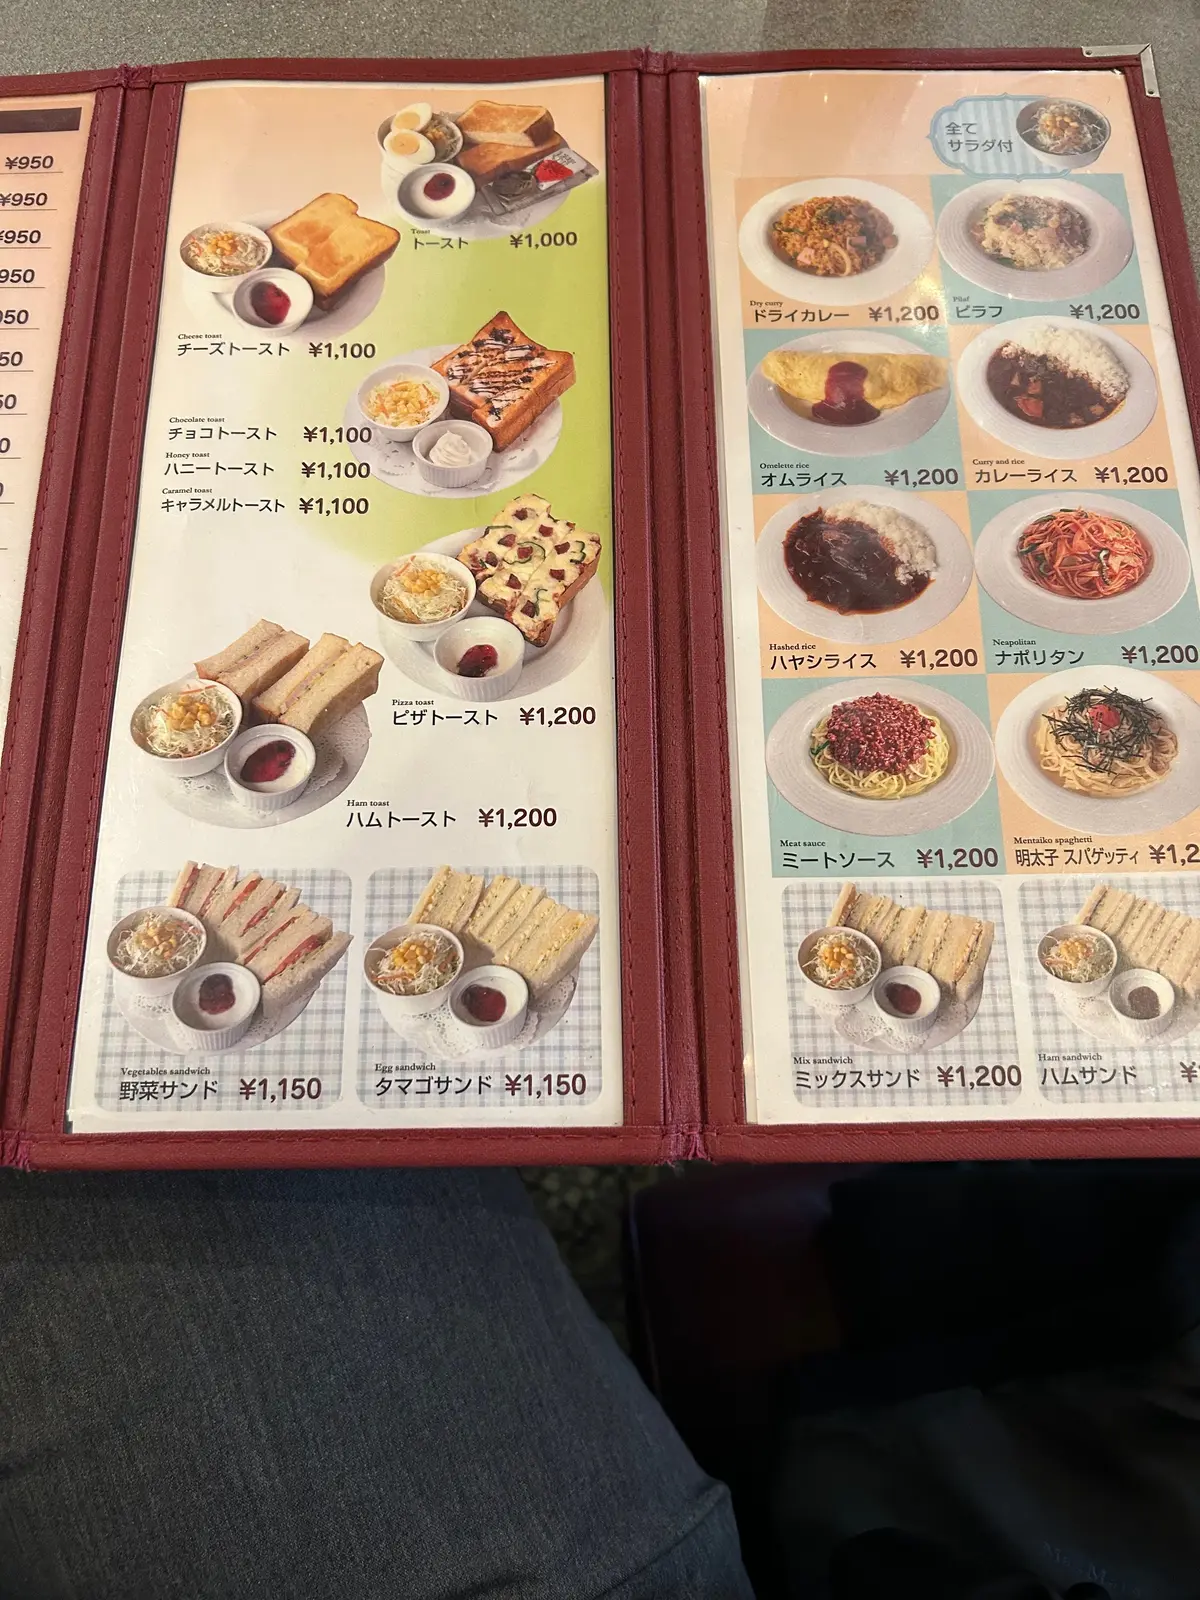 ¥950
¥950
¥950
950
950
50
50
0
Toast
トースト ¥1,000
Cheese toast
チーズトースト ¥1,100
Chocolate toast
チョコトースト ¥1,100
Honey toast
ハニートースト ¥1,100
Caramel toast
キャラメルトースト ¥1,100
Pizza toast
ピザトースト ¥1,200
Ham toast
ハムトースト ¥1,200
Vegetables sandwich
野菜サンド ¥1,150
Egg sandwich
タマゴサンド ¥1,150
全て
サラダ付
Dry curry
ドライカレー ¥1,200
Pilaf
ピラフ ¥1,200
Omelette rice
オムライス ¥1,200
Curry and rice
カレーライス ¥1,200
Hashed rice
ハヤシライス ¥1,200
Neapolitan
ナポリタン ¥1,200
Meat sauce
ミートソース ¥1,200
Mentaiko spaghetti
明太子 スパゲッティ ¥1,2
Mix sandwich
ミックスサンド ¥1,200
Ham sandwich
ハムサンド ¥